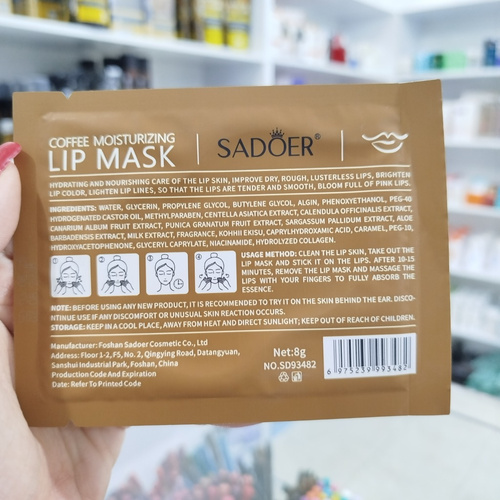 COFFEE MOISTURIZING
LIP MASK
SADOER®
HYDRATING AND NOURISHING CARE OF THE LIP SKIN, IMPROVE DRY, ROUGH, LUSTERLESS LIPS, BRIGHTEN
LIP COLOR, LIGHTEN LIP LINES, SO THAT THE LIPS ARE TENDER AND SMOOTH, BLOOM FULL OF PINK LIPS.
INGREDIENTS: WATER, GLYCERIN, PROPYLENE GLYCOL, BUTYLENE GLYCOL, ALGIN, PHENOXYETHANOL, PEG-40
HYDROGENATED CASTOR OIL, METHYLPARABEN, CENTELLA ASIATICA EXTRACT, CALENDULA OFFICINALIS EXTRACT,
CANARIUM ALBUM FRUIT EXTRACT, PUNICA GRANATUM FRUIT EXTRACT, SARGASSUM PALLIDUM EXTRACT, ALOE
BARBADENSIS EXTRACT, MILK EXTRACT, FRAGRANCE, KOHHII EKISU, CAPRYLHYDROXAMIC ACID, CARAMEL, PEG-10,
HYDROXYACETOPHENONE, GLYCERYL CAPRYLATE, NIACINAMIDE, HYDROLYZED COLLAGEN.
1 2 3 4
USAGE METHOD: CLEAN THE LIP SKIN, TAKE OUT THE
LIP MASK AND STICK IT ON THE LIPS. AFTER 10-15
MINUTES, REMOVE THE LIP MASK AND MASSAGE THE
LIPS WITH YOUR FINGERS TO FULLY ABSORB THE
ESSENCE.
NOTE: BEFORE USING ANY NEW PRODUCT, IT IS RECOMMENDED TO TRY IT ON THE SKIN BEHIND THE EAR. DISCO-
NTINUE USE IF ANY DISCOMFORT OR UNUSUAL SKIN REACTION OCCURS.
STORAGE: KEEP IN A COOL PLACE, AWAY FROM HEAT AND DIRECT SUNLIGHT; KEEP OUT OF REACH OF CHILDREN.
Manufacturer: Foshan Sadoer Cosmetic Co., Ltd
Address: Floor 1-2, F5, No. 2, Qingying Road, Datangyuan,
Sanshui Industrial Park, Foshan, China
Production Code And Expiration
Date: Refer To Printed Code
Net:8g
NO.SD93482
6 975239 993482